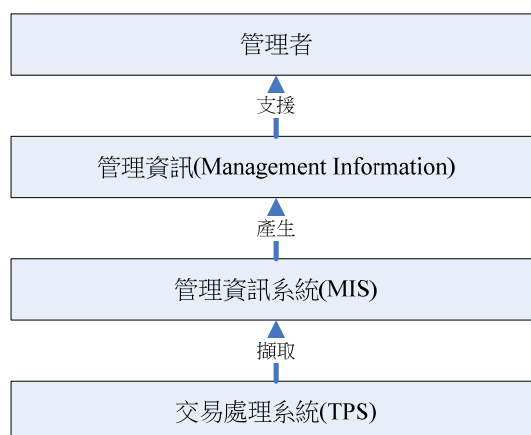 管理者
支援
管理資訊(Management Information)
產生
管理資訊系統(MIS)
擷取
交易處理系統(TPS)